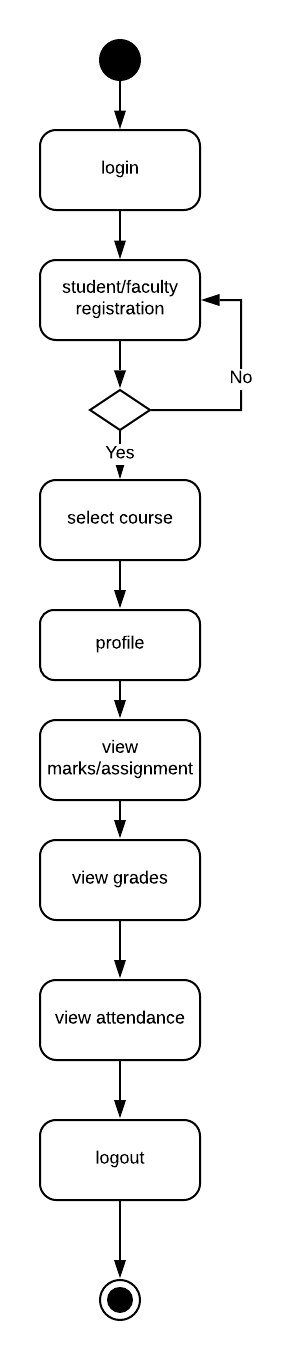 login
student/faculty
registration
No
Yes
select course
profile
view
marks/assignment
view grades
view attendance
logout